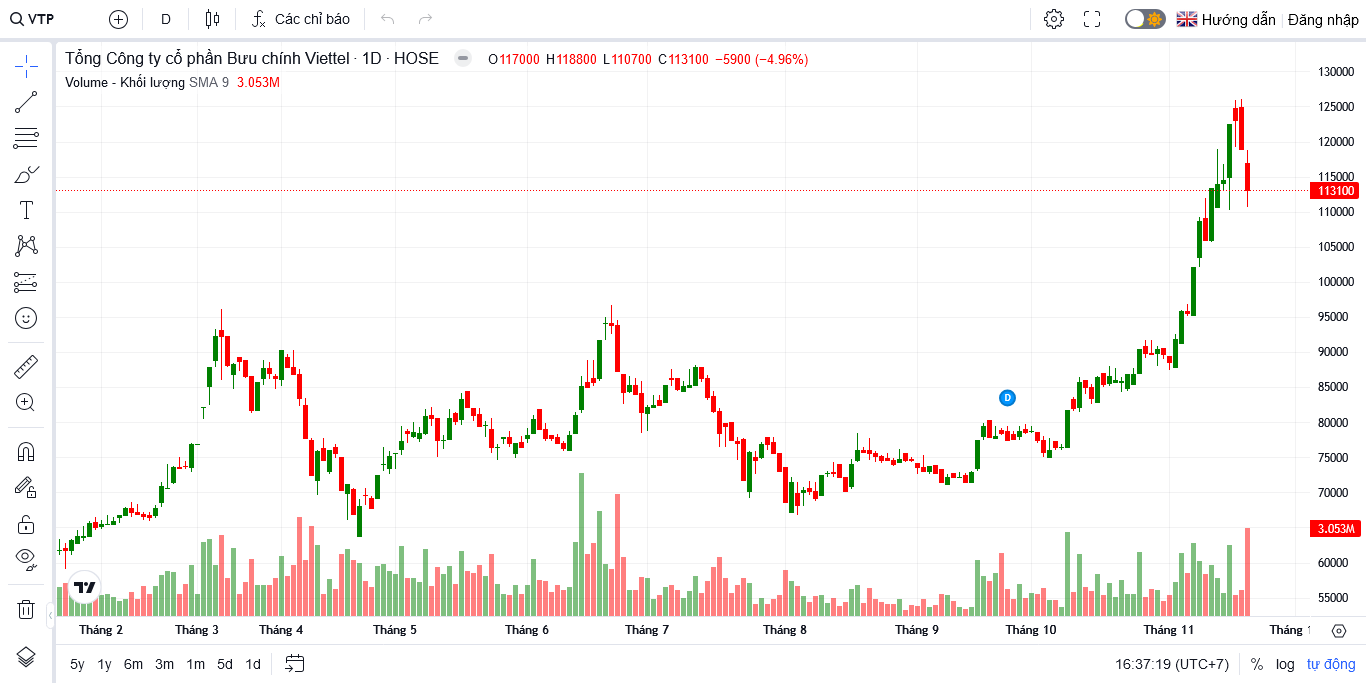 VTP D Các chỉ báo Hướng dẫn Đăng nhập
Tổng Công ty cổ phần Bưu chính Viettel · 1D · HOSE O117000 H118800 L110700 C113100 −5900 (−4.96%)
Volume - Khối lượng SMA 9 3.053M
130000
125000
120000
115000
113100
110000
105000
100000
95000
90000
85000
80000
75000
70000
3.053M
60000
55000
D
Tháng 2 Tháng 3 Tháng 4 Tháng 5 Tháng 6 Tháng 7 Tháng 8 Tháng 9 Tháng 10 Tháng 11 Tháng 1
5y 1y 6m 3m 1m 5d 1d 16:37:19 (UTC+7) % log tự động